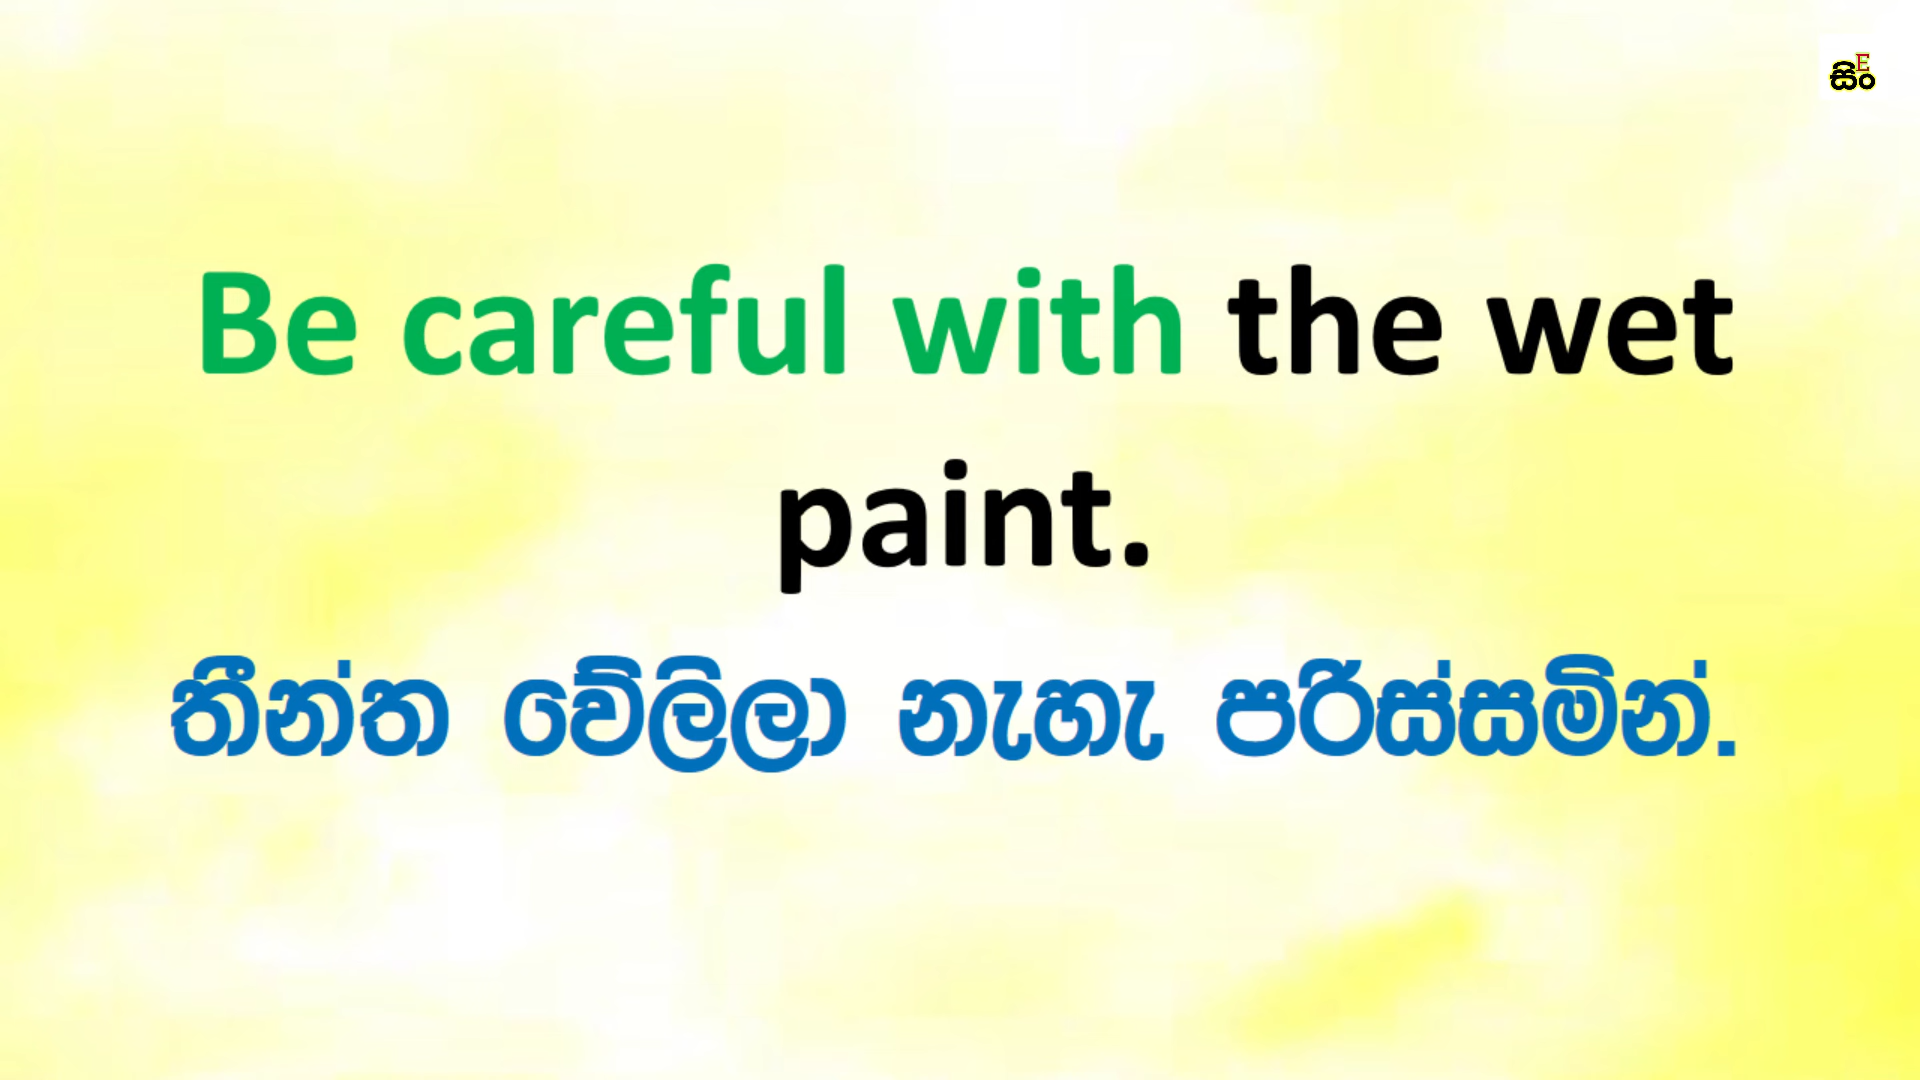 සිං E
Be careful with the wet
paint.
තීන්ත වේලිලා නැහැ පරිස්සමින්.